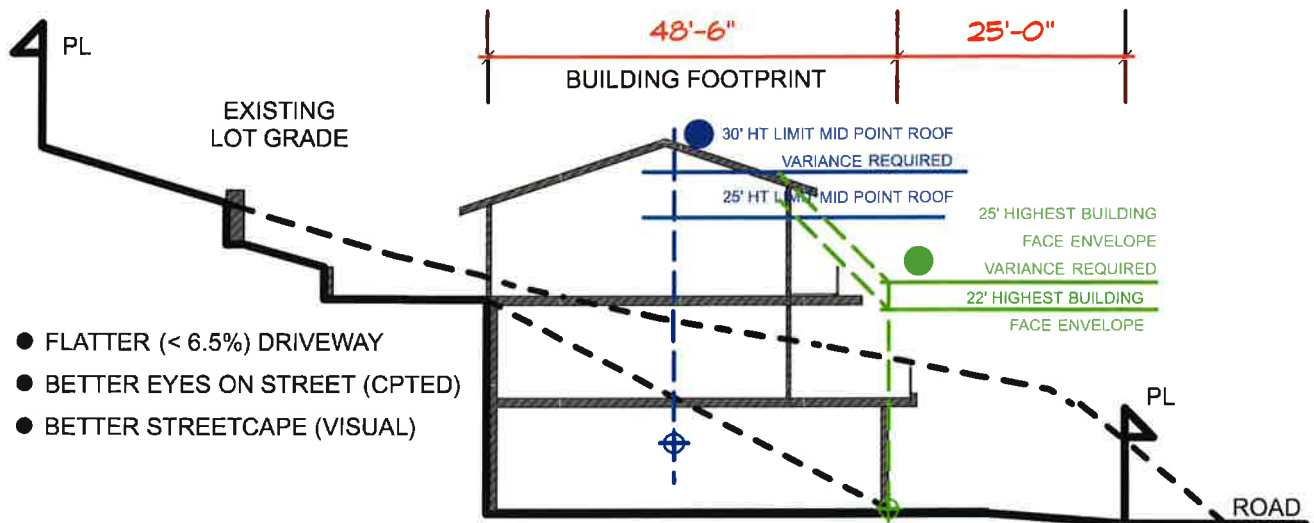 48'-6"
25'-0"
PL
BUILDING FOOTPRINT
EXISTING
LOT GRADE
30' HT LIMIT MID POINT ROOF
VARIANCE REQUIRED
25' HT LIMIT MID POINT ROOF
25' HIGHEST BUILDING
FACE ENVELOPE
VARIANCE REQUIRED
22' HIGHEST BUILDING
FACE ENVELOPE
● FLATTER (< 6.5%) DRIVEWAY
● BETTER EYES ON STREET (CPTED)
● BETTER STREETCAPE (VISUAL)
PL
ROAD